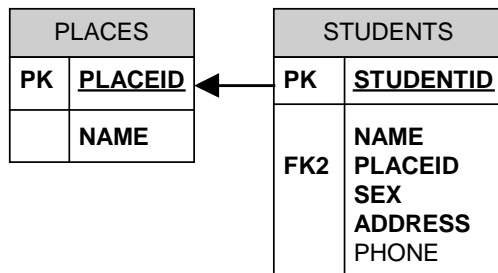 PLACES
PK PLACEID
NAME
STUDENTS
PK STUDENTID
NAME
FK2 PLACEID
SEX
ADDRESS
PHONE